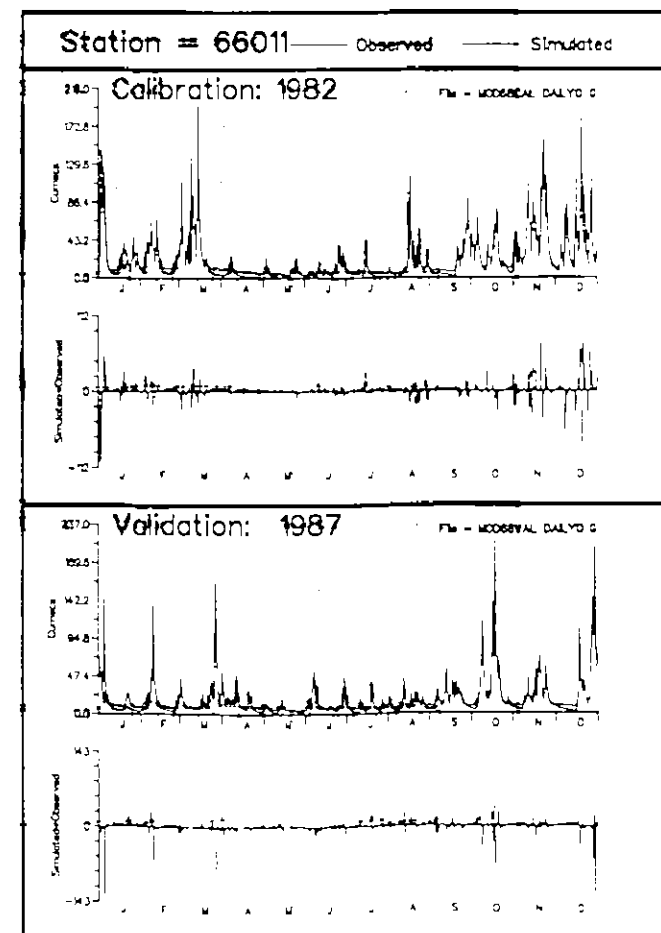 Station = 66011 Observed Simulated
Calibration: 1982
Cumecs
172.8
129.6
86.4
43.2
0.0
J F M A M J J A S O N D
Simulated-Observed
0
J F M A M J J A S O N D
Validation: 1987
Cumecs
142.2
94.8
47.4
0.0
J F M A M J J A S O N D
Simulated-Observed
14.3
0
-14.3
J F M A M J J A S O N D